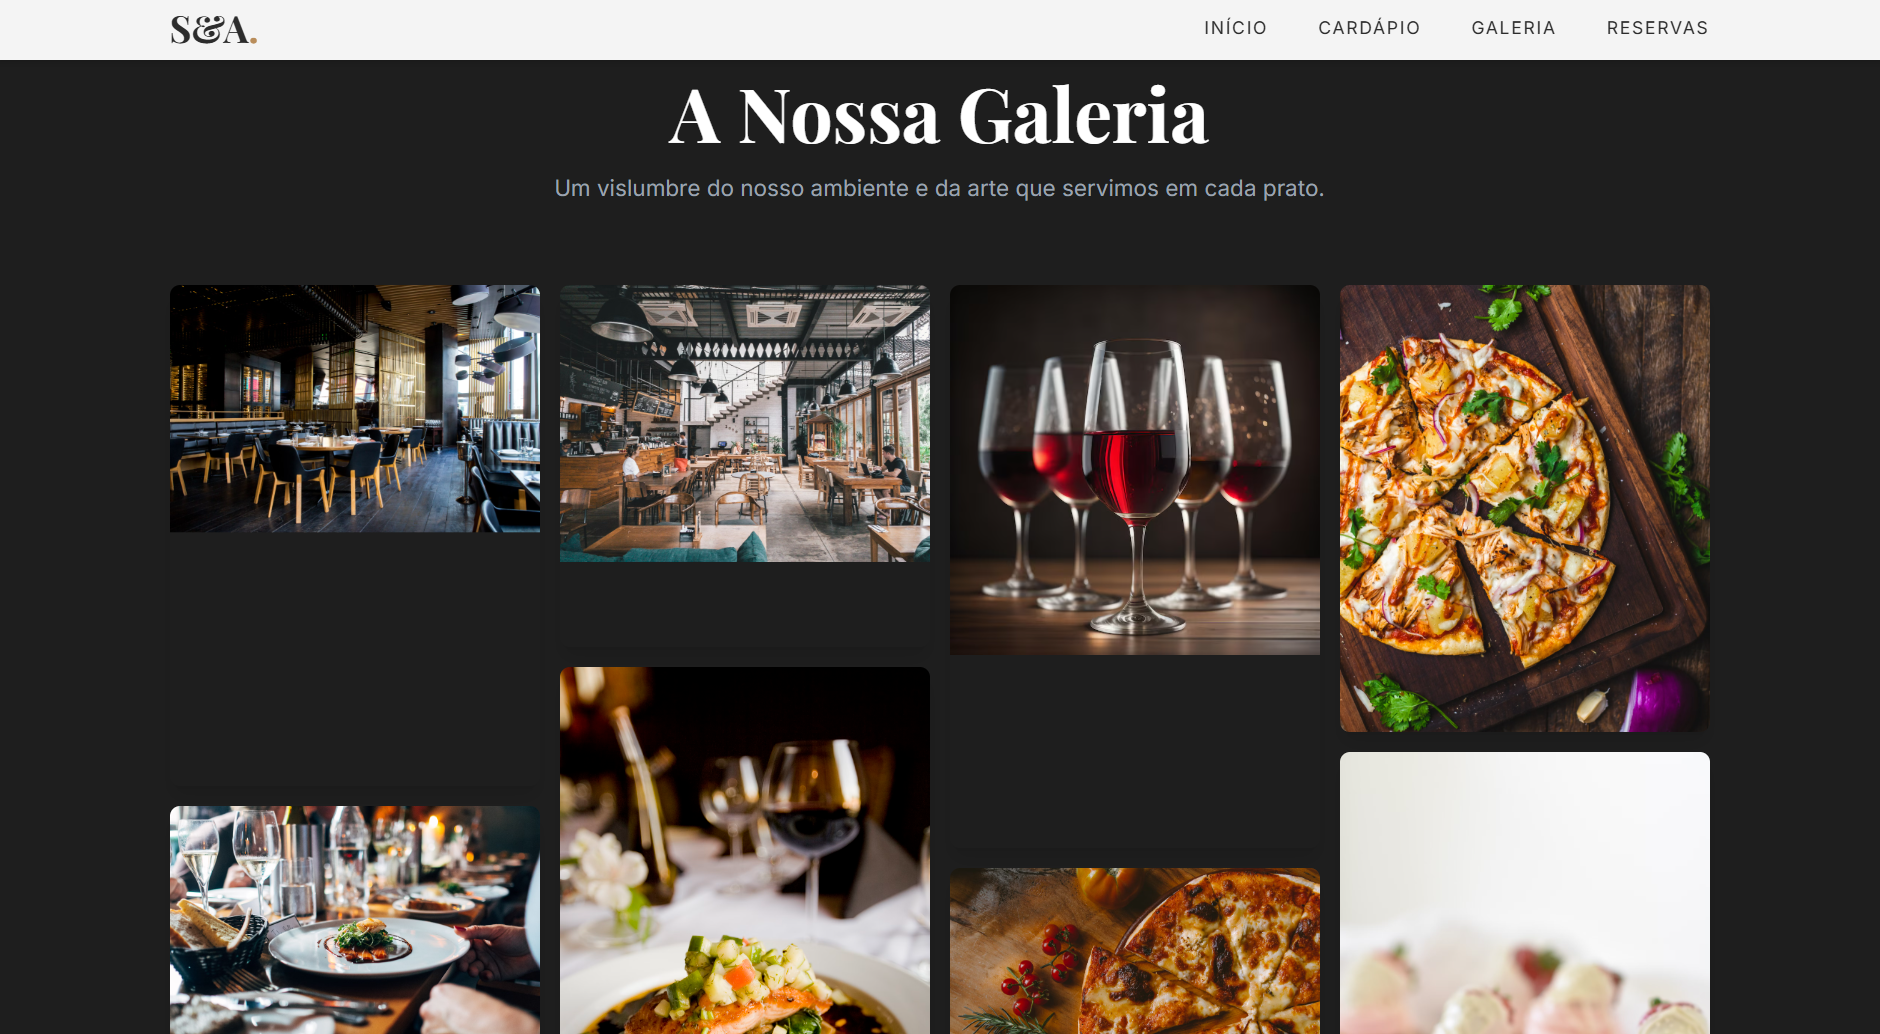 S&A.
INÍCIO
CARDÁPIO
GALERIA
RESERVAS
A Nossa Galeria
Um vislumbre do nosso ambiente e da arte que servimos em cada prato.